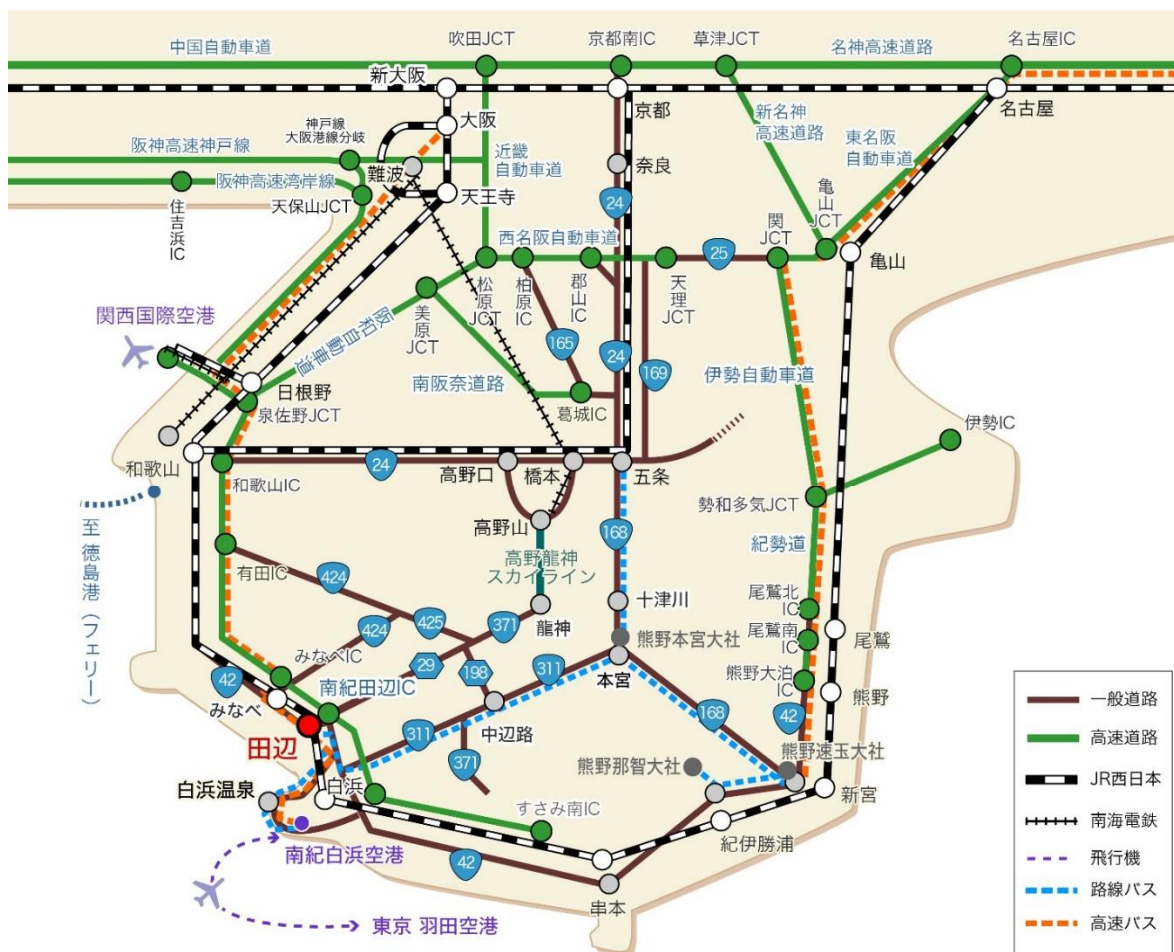 中国自動車道
吹田JCT
京都南IC
草津JCT
名神高速道路
名古屋IC
新大阪
京都
名古屋
大阪
神戸線
大阪港線分岐
阪神高速神戸線
近畿
自動車道
新名神
高速道路
東名阪
自動車道
難波
奈良
阪神高速湾岸線
天王寺
天保山JCT
住吉浜IC
24
西名阪自動車道
25
関JCT
亀山JCT
亀山
松原JCT
柏原IC
郡山IC
天理JCT
美原JCT
関西国際空港
阪和自動車道
165
24
169
日根野
南阪奈道路
伊勢自動車道
泉佐野JCT
葛城IC
伊勢IC
和歌山
和歌山IC
24
高野口
橋本
五条
勢和多気JCT
至 徳島港（フェリー）
高野山
168
紀勢道
有田IC
424
高野龍神
スカイライン
十津川
尾鷲北
IC
424
425
371
龍神
熊野本宮大社
尾鷲南
IC
尾鷲
みなべIC
29
198
311
本宮
熊野大泊
IC
熊野
42
みなべ
南紀田辺IC
168
42
田辺
311
中辺路
371
熊野那智大社
熊野速玉大社
白浜温泉
白浜
すさみ南IC
新宮
紀伊勝浦
南紀白浜空港
42
串本
東京 羽田空港
一般道路
高速道路
JR西日本
南海電鉄
飛行機
路線バス
高速バス